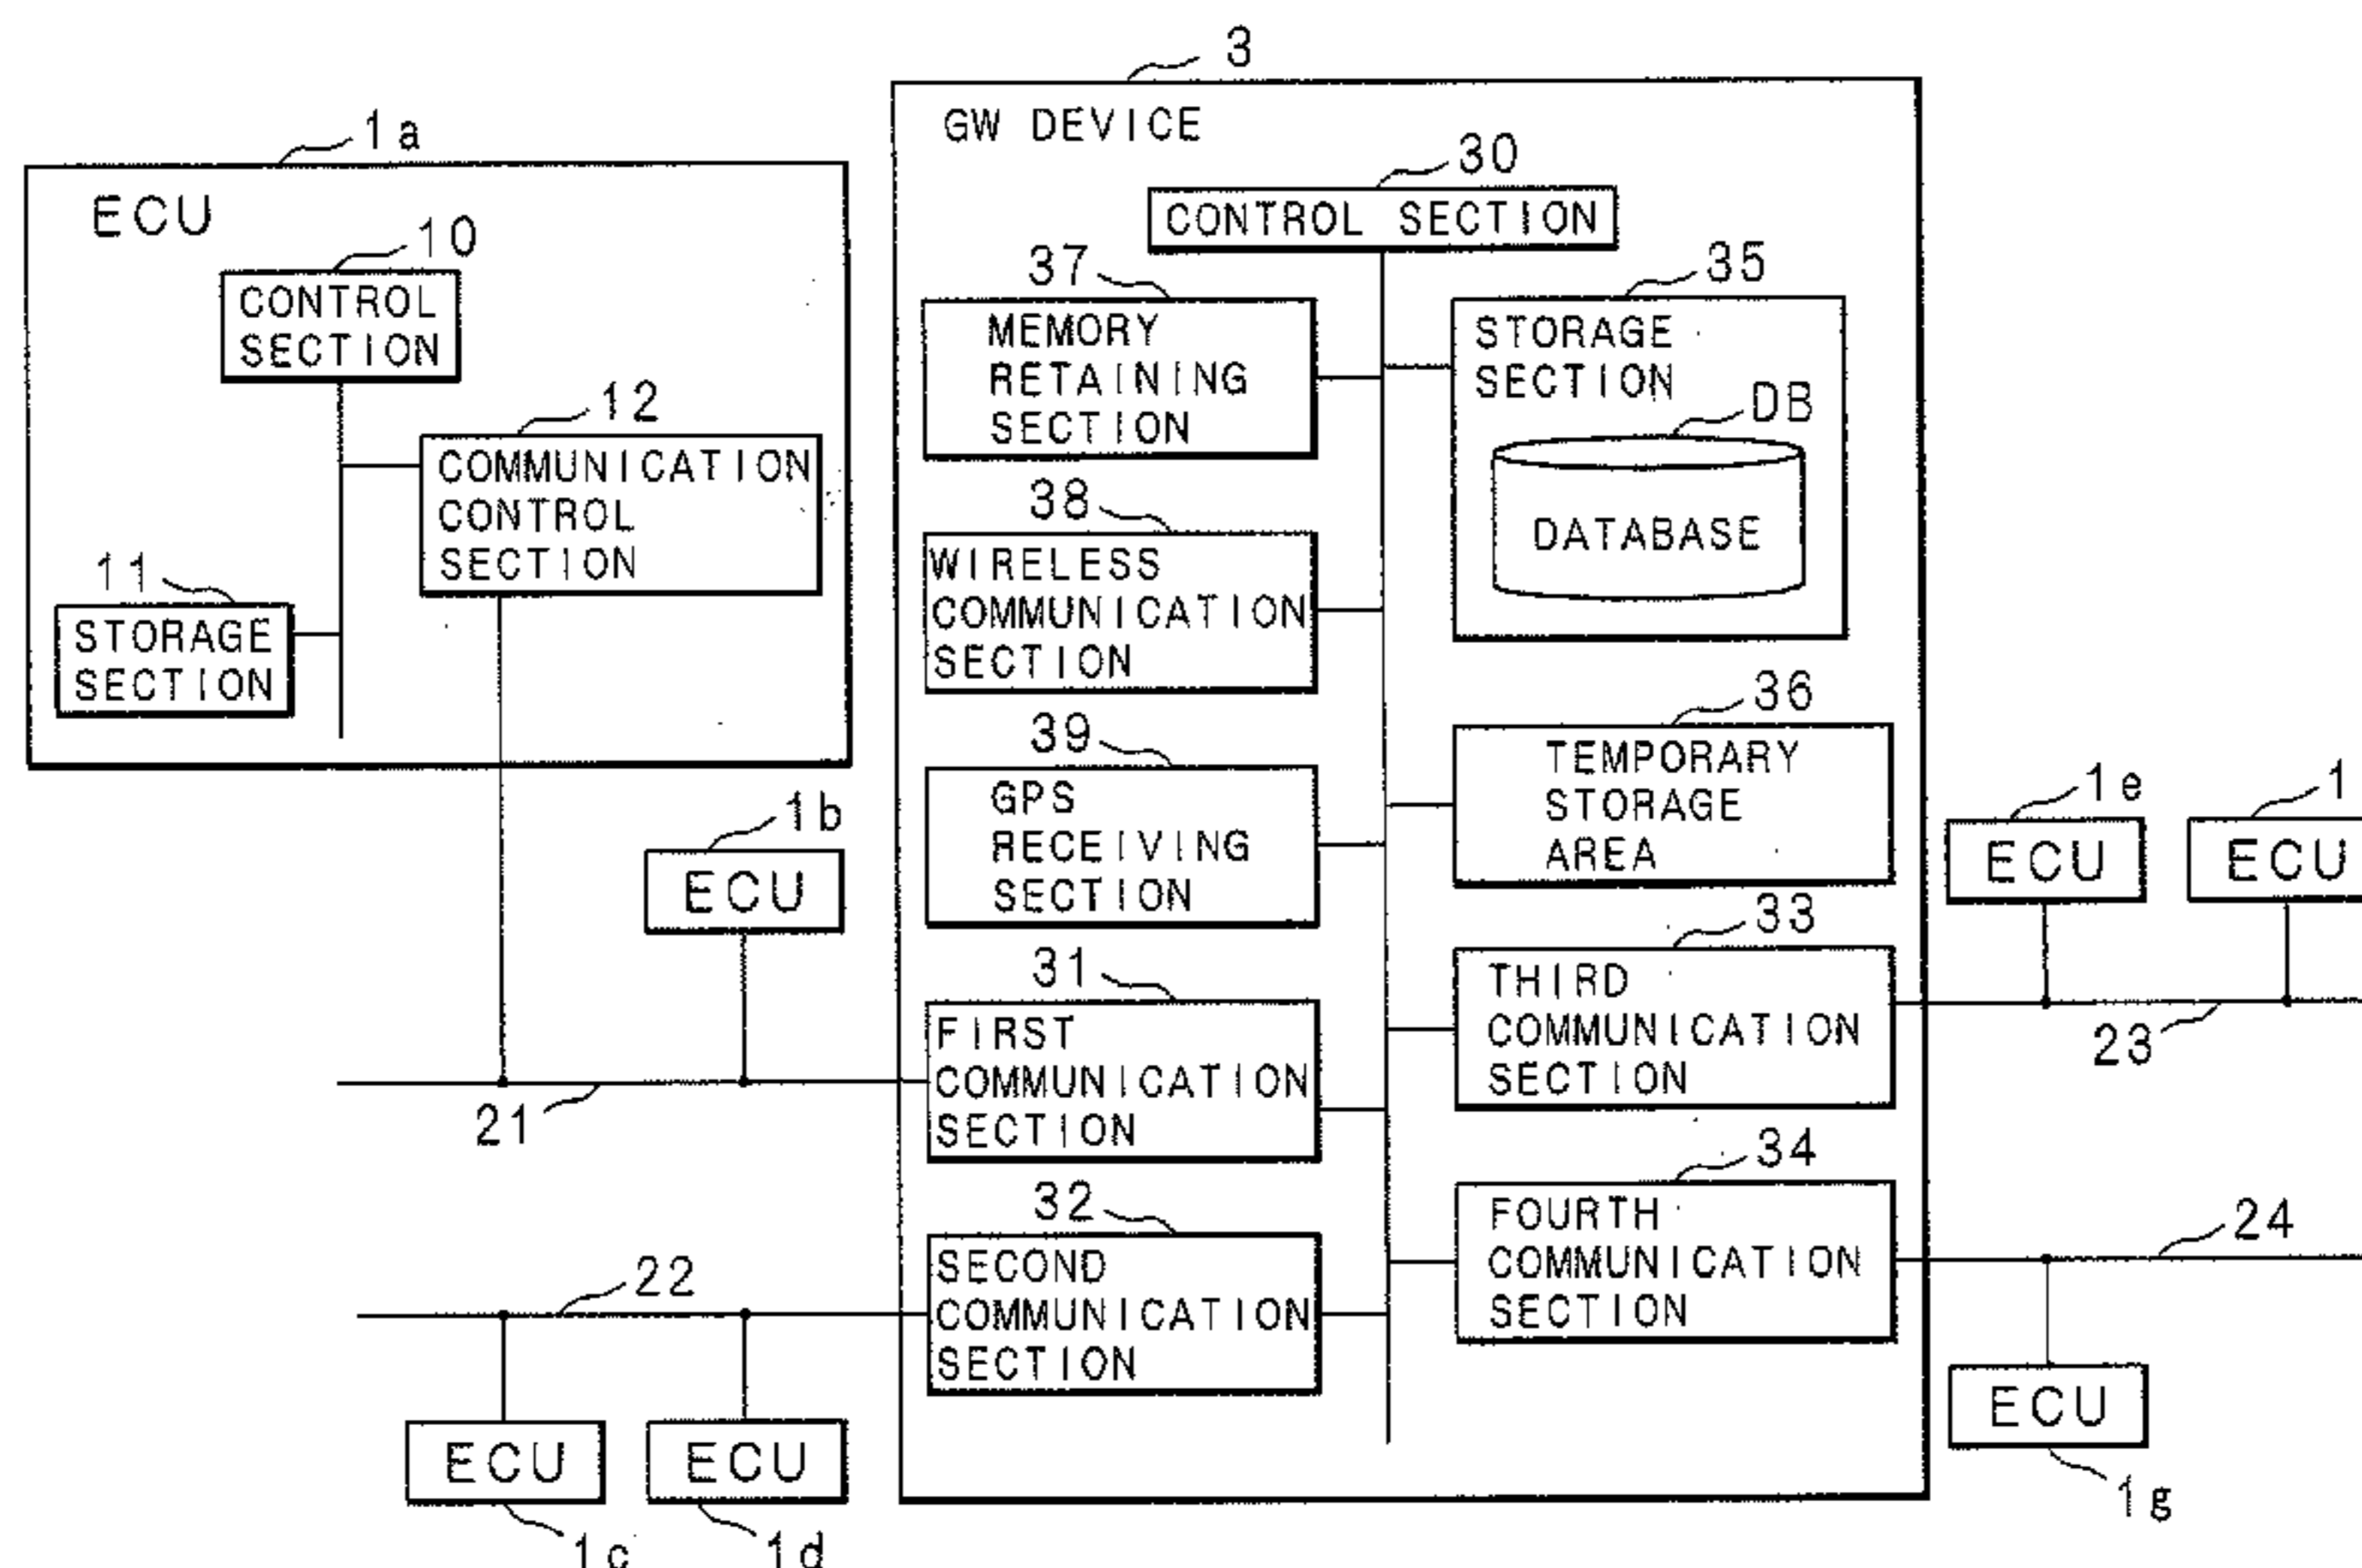 3
GW DEVICE
1a
ECU
10
CONTROL
SECTION
12
COMMUNICATION
CONTROL
SECTION
11
STORAGE
SECTION
30
CONTROL SECTION
37
MEMORY
RETAINING
SECTION
35
STORAGE
SECTION
DB
DATABASE
38
WIRELESS
COMMUNICATION
SECTION
36
TEMPORARY
STORAGE
AREA
39
GPS
RECEIVING
SECTION
1b
ECU
1e
ECU
1
ECU
31
FIRST
COMMUNICATION
SECTION
33
THIRD
COMMUNICATION
SECTION
23
21
32
SECOND
COMMUNICATION
SECTION
34
FOURTH
COMMUNICATION
SECTION
24
22
ECU
1c
ECU
1d
ECU
1g